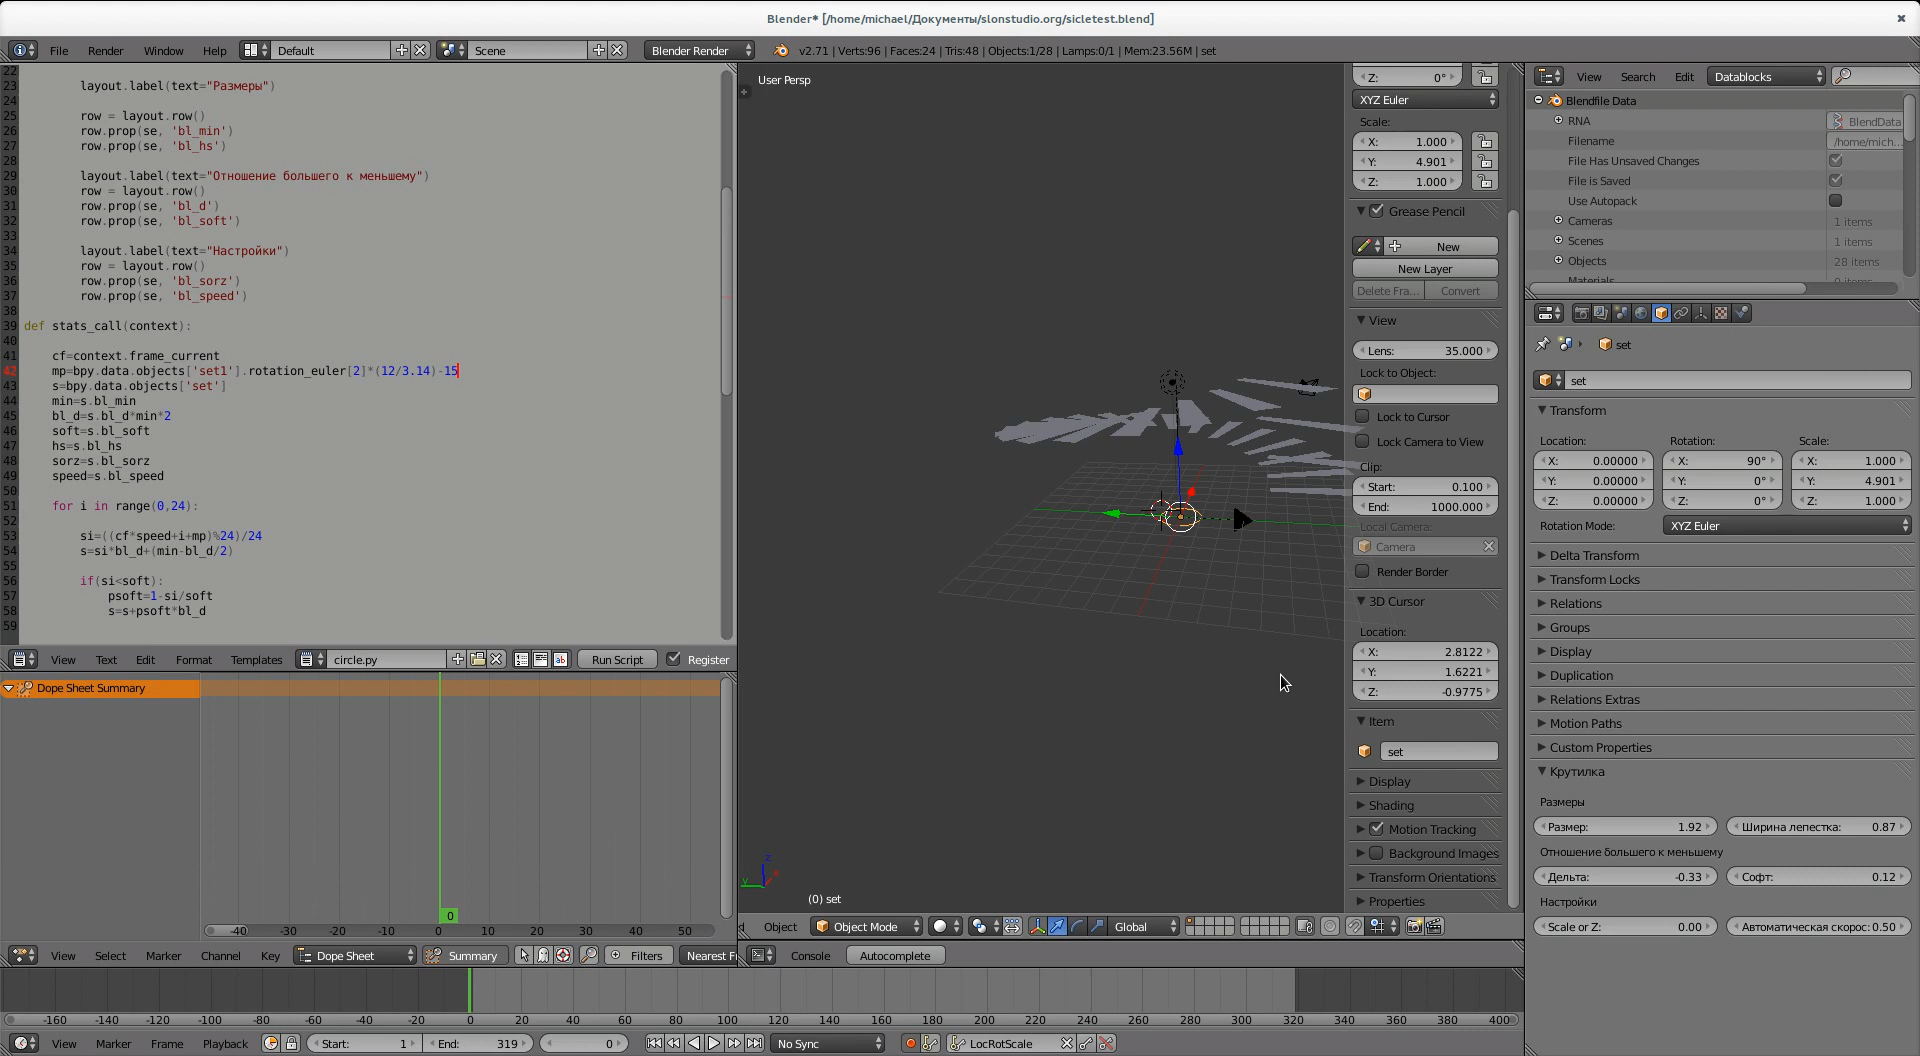 Blender* [/home/michael/Документы/slonstudio.org/sicletest.blend]
File Render Window Help Default Scene Blender Render v2.71 | Verts:96 | Faces:24 | Tris:48 | Objects:1/28 | Lamps:0/1 | Mem:23.56M | set
22
23 layout.label(text="Размеры")
24
25 row = layout.row()
26 row.prop(se, 'bl_min')
27 row.prop(se, 'bl_hs')
28
29 layout.label(text="Отношение большего к меньшему")
30 row = layout.row()
31 row.prop(se, 'bl_d')
32 row.prop(se, 'bl_soft')
33
34 layout.label(text="Настройки")
35 row = layout.row()
36 row.prop(se, 'bl_sorz')
37 row.prop(se, 'bl_speed')
38
39 def stats_call(context):
40
41 cf=context.frame_current
42 mp=bpy.data.objects['set1'].rotation_euler[2]*(12/3.14)-15
43 s=bpy.data.objects['set']
44 min=s.bl_min
45 bl_d=s.bl_d*min*2
46 soft=s.bl_soft
47 hs=s.bl_hs
48 sorz=s.bl_sorz
49 speed=s.bl_speed
50
51 for i in range(0,24):
52
53 si=((cf*speed+i+mp)%24)/24
54 s=si*bl_d+(min-bl_d/2)
55
56 if(si<soft):
57 psoft=1-si/soft
58 s=s+psoft*bl_d
59
View Text Edit Format Templates circle.py Run Script Register
Dope Sheet Summary
0
-40 -30 -20 -10 0 10 20 30 40 50
View Select Marker Channel Key Dope Sheet Summary Filters Nearest
User Persp
z
y
x
(0) set
Object Object Mode Global
Console Autocomplete
Z: 0°
XYZ Euler
Scale:
X: 1.000
Y: 4.901
Z: 1.000
Grease Pencil
New
New Layer
Delete Fra... Convert
View
Lens: 35.000
Lock to Object:
Lock to Cursor
Lock Camera to View
Clip:
Start: 0.100
End: 1000.000
Local Camera:
Camera
Render Border
3D Cursor
Location:
X: 2.8122
Y: 1.6221
Z: -0.9775
Item
set
Display
Shading
Motion Tracking
Background Images
Transform Orientations
Properties
View Search Edit Datablocks
Blendfile Data
RNA BlendData
Filename /home/mich...
File Has Unsaved Changes
File is Saved
Use Autopack
Cameras 1 items
Scenes 1 items
Objects 28 items
Materials 0 items
set
set
Transform
Location: Rotation: Scale:
X: 0.00000 X: 90° X: 1.000
Y: 0.00000 Y: 0° Y: 4.901
Z: 0.00000 Z: 0° Z: 1.000
Rotation Mode: XYZ Euler
Delta Transform
Transform Locks
Relations
Groups
Display
Duplication
Relations Extras
Motion Paths
Custom Properties
Крутилка
Размеры
Размер: 1.92 Ширина лепестка: 0.87
Отношение большего к меньшему
Дельта: -0.33 Софт: 0.12
Настройки
Scale or Z: 0.00 Автоматическая скорос: 0.50
-160 -140 -120 -100 -80 -60 -40 -20 0 20 40 60 80 100 120 140 160 180 200 220 240 260 280 300 320 340 360 380 400
View Marker Frame Playback Start: 1 End: 319 0 No Sync LocRotScale